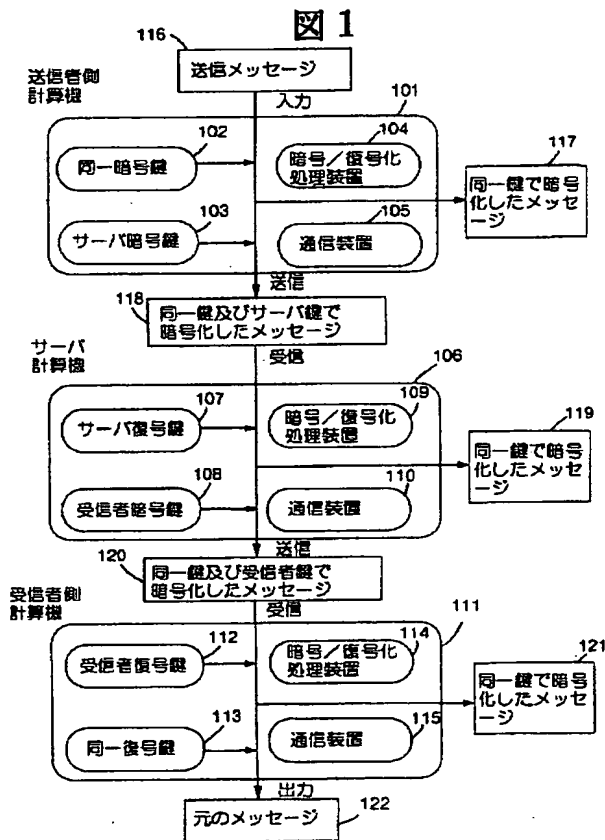 図 1
116
送信メッセージ
送信者側
計算機
入力
101
102
同一暗号鍵
104
暗号／復号化
処理装置
117
同一鍵で暗号
化したメッセ
ージ
103
サーバ暗号鍵
105
通信装置
送信
118
同一鍵及びサーバ鍵で
暗号化したメッセージ
受信
サーバ
計算機
106
107
サーバ復号鍵
109
暗号／復号化
処理装置
119
同一鍵で暗号
化したメッセ
ージ
108
受信者暗号鍵
110
通信装置
送信
120
同一鍵及び受信者鍵で
暗号化したメッセージ
受信
受信者側
計算機
111
112
受信者復号鍵
114
暗号／復号化
処理装置
121
同一鍵で暗号
化したメッセ
ージ
113
同一復号鍵
115
通信装置
出力
元のメッセージ
122